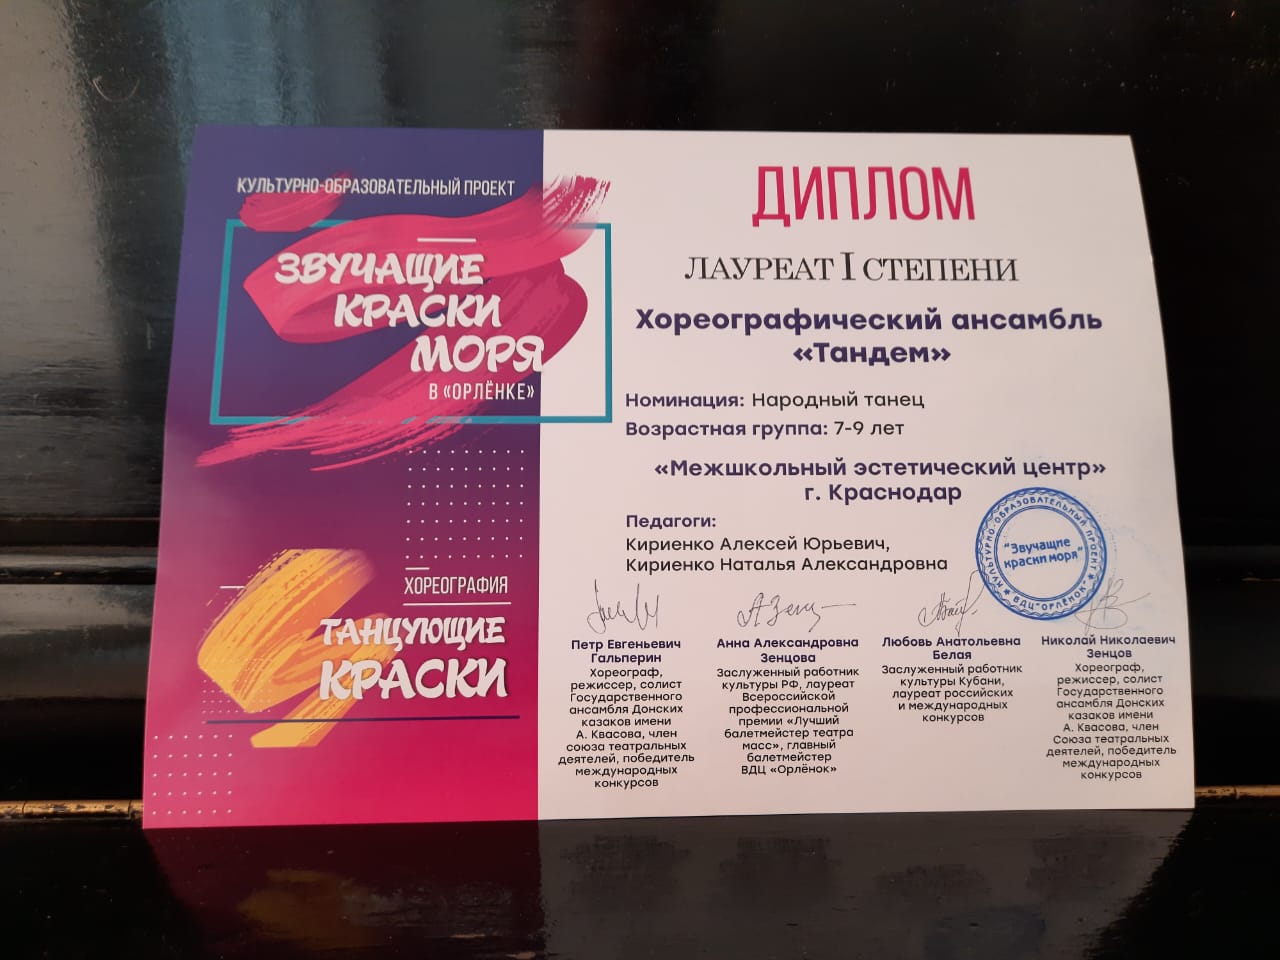 КУЛЬТУРНО-ОБРАЗОВАТЕЛЬНЫЙ ПРОЕКТ
ЗВУЧАЩИЕ
КРАСКИ
МОРЯ
В «ОРЛЁНКЕ»
ХОРЕОГРАФИЯ
ТАНЦУЮЩИЕ
КРАСКИ
ДИПЛОМ
ЛАУРЕАТ I СТЕПЕНИ
Хореографический ансамбль
«Тандем»
Номинация: Народный танец
Возрастная группа: 7-9 лет
«Межшкольный эстетический центр»
г. Краснодар
Педагоги:
Кириенко Алексей Юрьевич,
Кириенко Наталья Александровна
КУЛЬТУРНО-ОБРАЗОВАТЕЛЬНЫЙ ПРОЕКТ
ВДЦ "ОРЛЁНОК"
"Звучащие
краски моря"
Петр Евгеньевич
Гальперин
Хореограф,
режиссер, солист
Государственного
ансамбля Донских
казаков имени
А. Квасова, член
союза театральных
деятелей, победитель
международных
конкурсов
Анна Александровна
Зенцова
Заслуженный работник
культуры РФ, лауреат
Всероссийской
профессиональной
премии «Лучший
балетмейстер театра
масс», главный
балетмейстер
ВДЦ «Орлёнок»
Любовь Анатольевна
Белая
Заслуженный работник
культуры Кубани,
лауреат российских
и международных
конкурсов
Николай Николаевич
Зенцов
Хореограф,
режиссер, солист
Государственного
ансамбля Донских
казаков имени
А. Квасова, член
Союза театральных
деятелей, победитель
международных
конкурсов